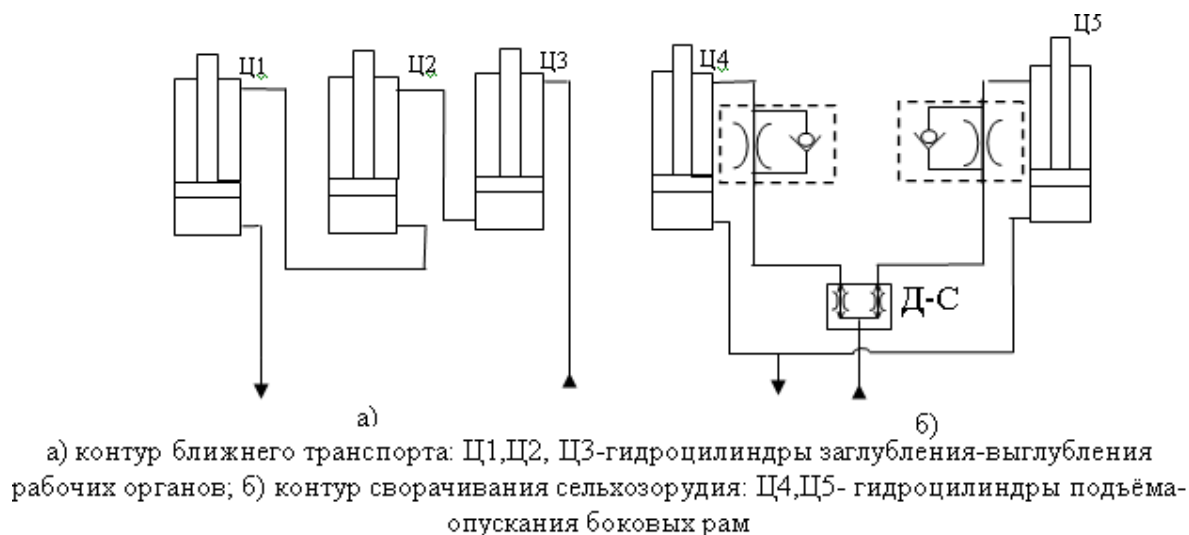 Ц1
Ц2
Ц3
Ц4
Ц5
Д-С
а)
б)
а) контур ближнего транспорта: Ц1,Ц2, Ц3-гидроцилиндры заглубления-выглубления
рабочих органов; б) контур сворачивания сельхозорудия: Ц4,Ц5- гидроцилиндры подъёма-
опускания боковых рам